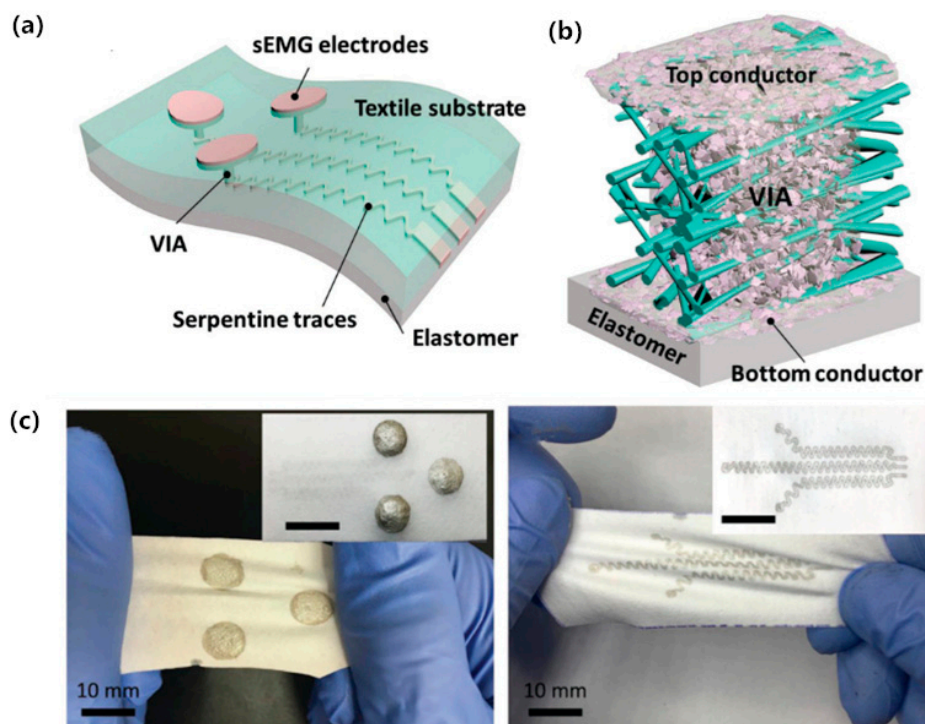 (a)
sEMG electrodes
Textile substrate
VIA
Serpentine traces
Elastomer
(b)
Top conductor
VIA
Elastomer
Bottom conductor
(c)
10 mm
10 mm